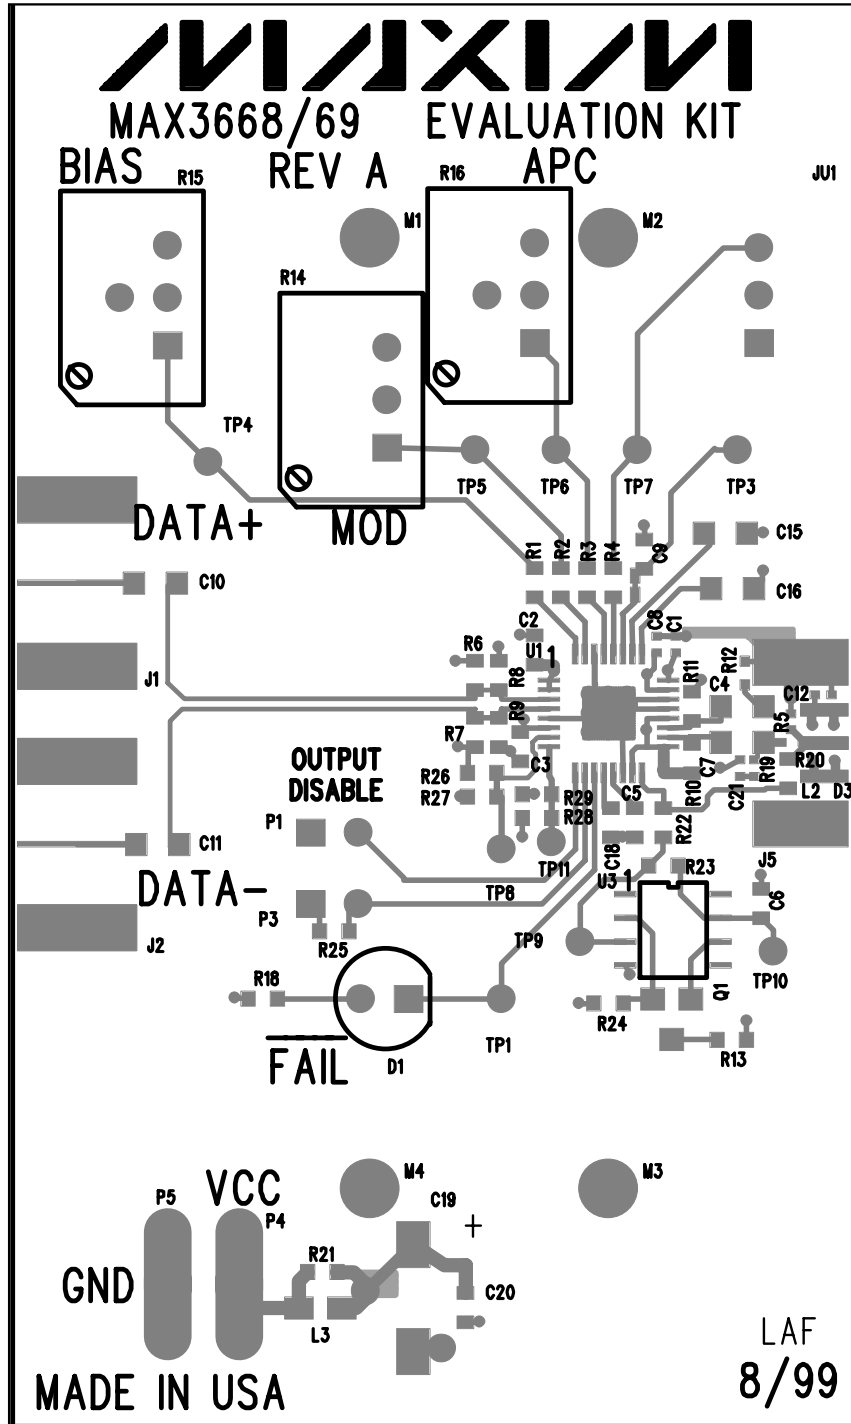 MAXIM
MAX3668/69 EVALUATION KIT
BIAS REV A APC
R15 R16 JU1
M1 M2
R14
TP4
TP5 TP6 TP7 TP3
DATA+ MOD
R1 R2 R3 R4 C9 C15
C10 C16
C2 C8 C1
R6 U1 1 R12
J1 R8 R11 C4 C12
R9 R5
R7 C3 C7 R19 R20
OUTPUT
DISABLE
R26 R27 R29 R28 C5 R10 C21 L2 D3
P1 C18 R22
C11 TP11 J5
DATA- TP8 U3 1 R23 C6
P3
J2 R25 TP9
R18 TP10
Q1
TP1 R24
FAIL D1 R13
M4 M3
P5 VCC C19
P4 +
R21
GND C20
L3
LAF
MADE IN USA 8/99